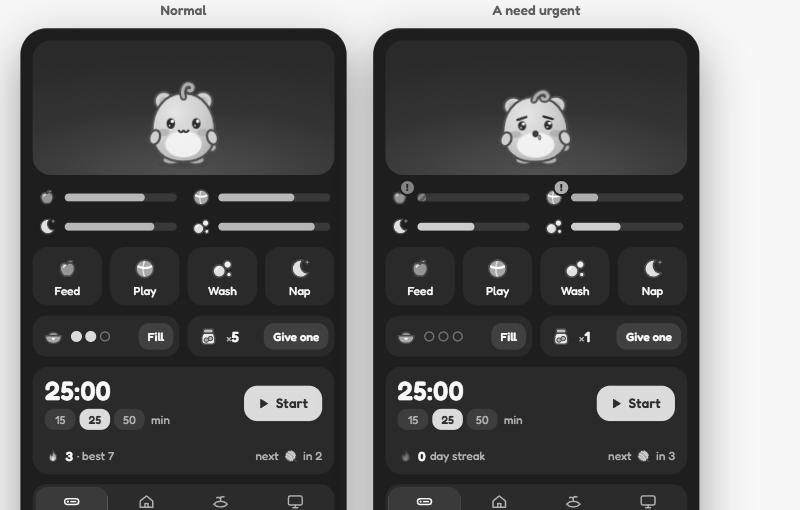 Normal
Feed Play Wash Nap
Fill ×5 Give one
25:00
Start
15 25 50 min
3 · best 7 next in 2
A need urgent
! !
Feed Play Wash Nap
Fill ×1 Give one
25:00
Start
15 25 50 min
0 day streak next in 3